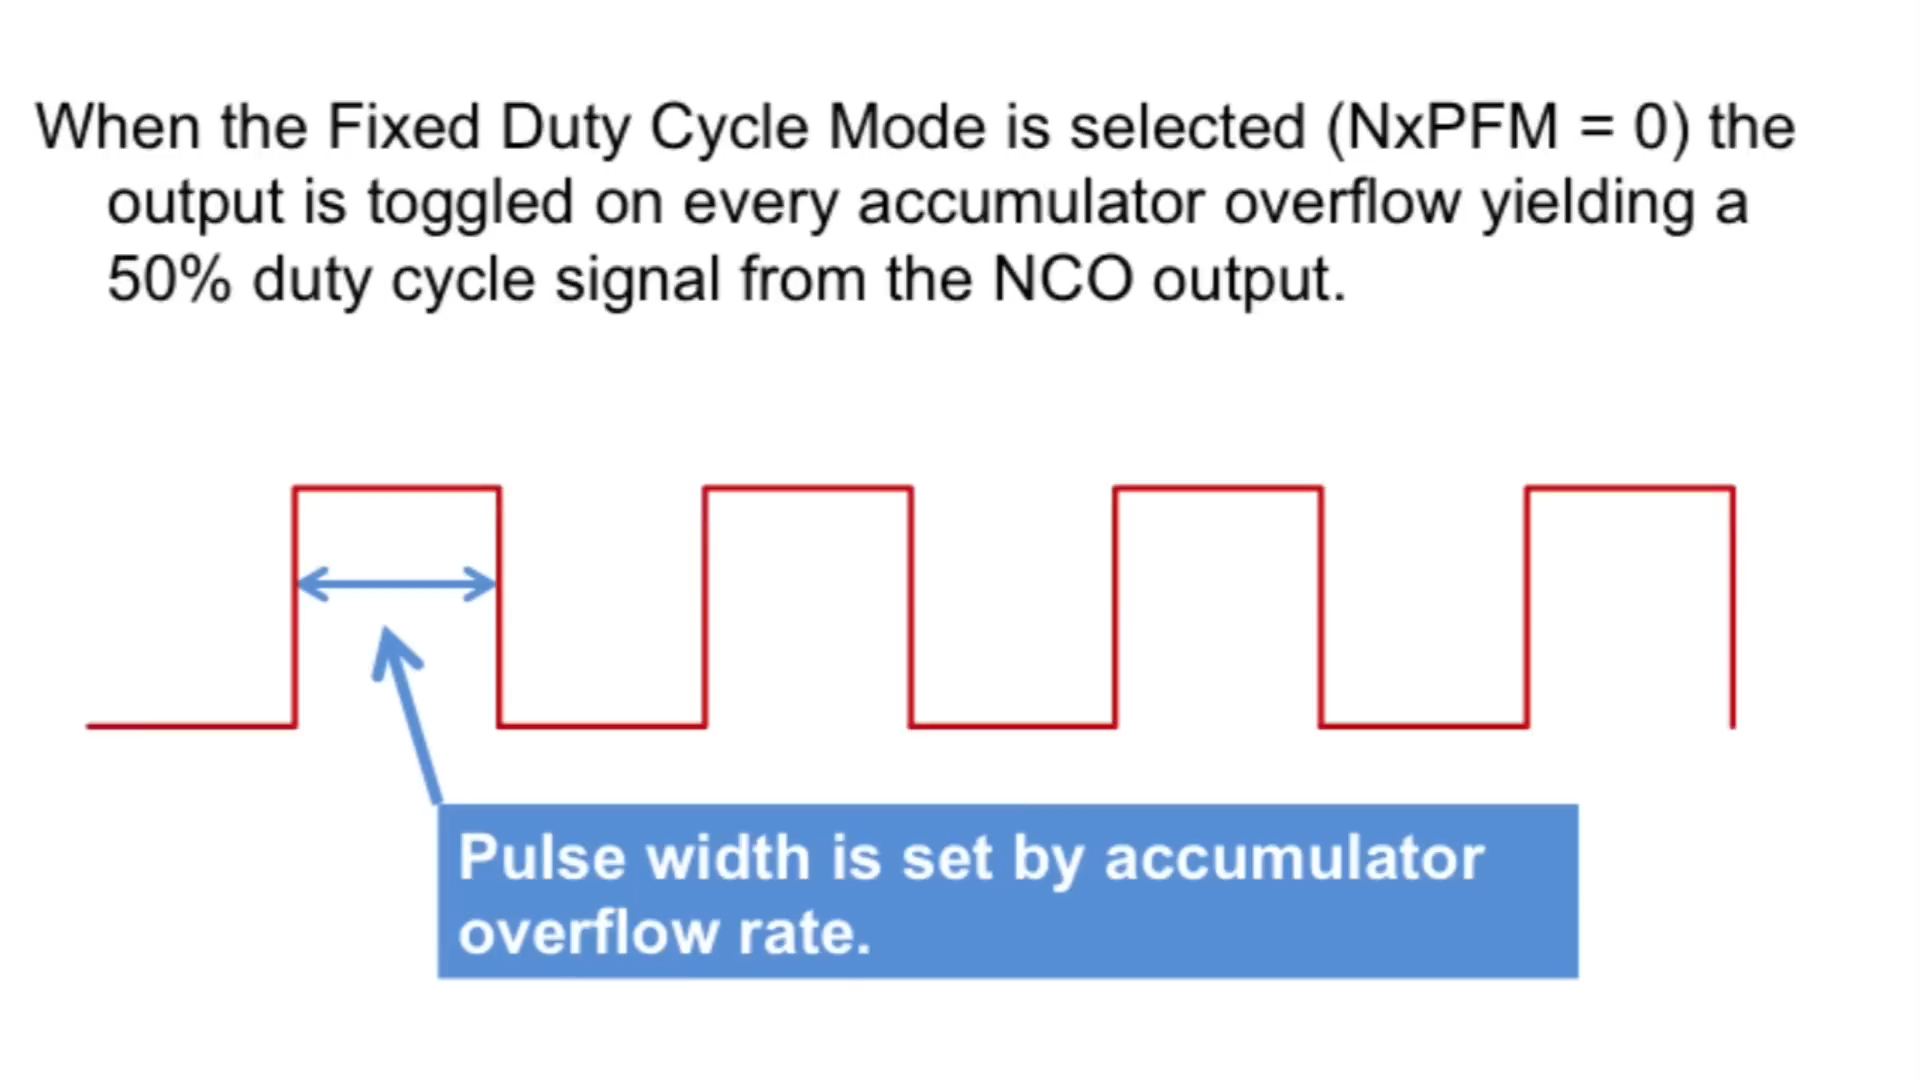 When the Fixed Duty Cycle Mode is selected (NxPFM = 0) the
output is toggled on every accumulator overflow yielding a
50% duty cycle signal from the NCO output.
Pulse width is set by accumulator
overflow rate.